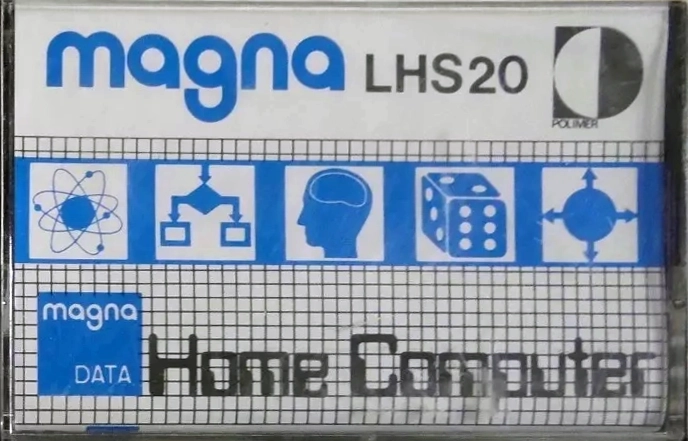 magna LHS20
POLIMER
magna
DATA
Home Computer